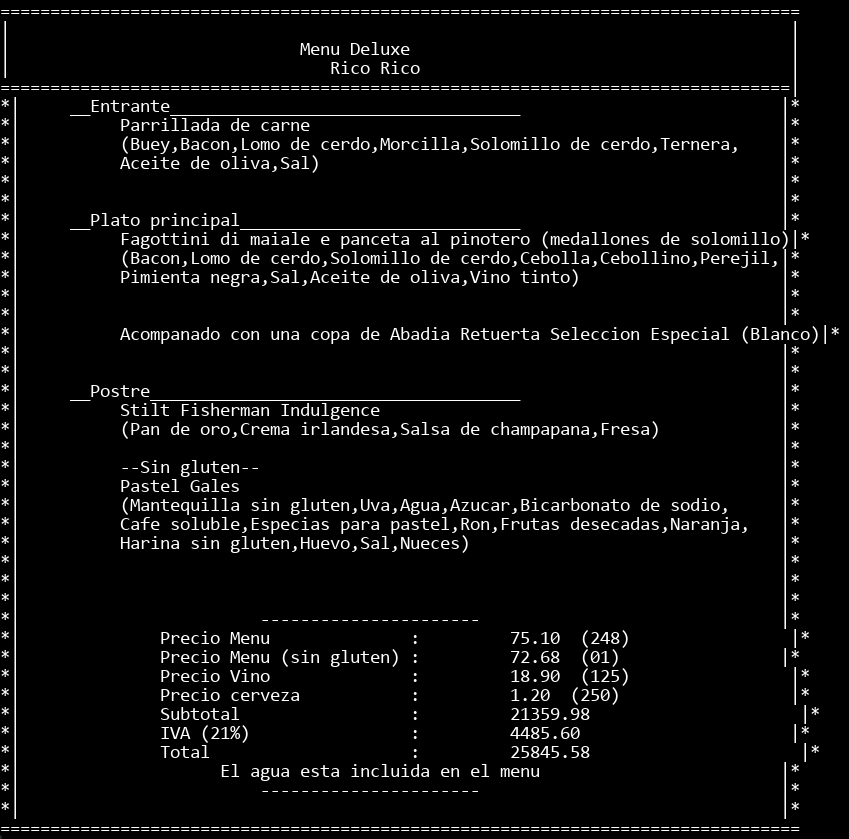 Menu Deluxe
Rico Rico
__Entrante___________________________________
Parrillada de carne
(Buey,Bacon,Lomo de cerdo,Morcilla,Solomillo de cerdo,Ternera,
Aceite de oliva,Sal)
__Plato principal____________________________
Fagottini di maiale e panceta al pinotero (medallones de solomillo)
(Bacon,Lomo de cerdo,Solomillo de cerdo,Cebolla,Cebollino,Perejil,
Pimienta negra,Sal,Aceite de oliva,Vino tinto)
Acompanado con una copa de Abadia Retuerta Seleccion Especial (Blanco)
__Postre_____________________________________
Stilt Fisherman Indulgence
(Pan de oro,Crema irlandesa,Salsa de champapana,Fresa)
--Sin gluten--
Pastel Gales
(Mantequilla sin gluten,Uva,Agua,Azucar,Bicarbonato de sodio,
Cafe soluble,Especias para pastel,Ron,Frutas desecadas,Naranja,
Harina sin gluten,Huevo,Sal,Nueces)
----------------------
Precio Menu : 75.10 (248)
Precio Menu (sin gluten) : 72.68 (01)
Precio Vino : 18.90 (125)
Precio cerveza : 1.20 (250)
Subtotal : 21359.98
IVA (21%) : 4485.60
Total : 25845.58
El agua esta incluida en el menu
----------------------